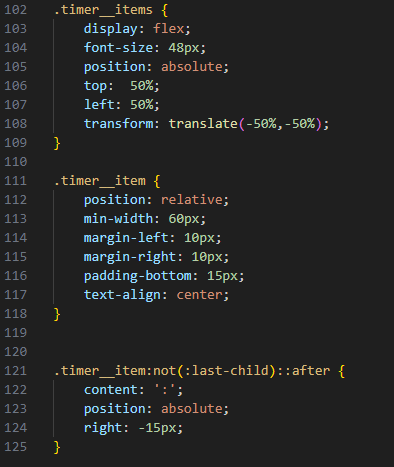 102 .timer__items {
103     display: flex;
104     font-size: 48px;
105     position: absolute;
106     top:  50%;
107     left: 50%;
108     transform: translate(-50%,-50%);
109 }
110
111 .timer__item {
112     position: relative;
113     min-width: 60px;
114     margin-left: 10px;
115     margin-right: 10px;
116     padding-bottom: 15px;
117     text-align: center;
118 }
119
120
121 .timer__item:not(:last-child)::after {
122     content: ':';
123     position: absolute;
124     right: -15px;
125 }